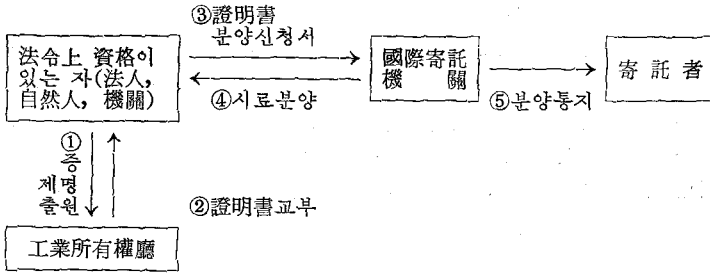 ③證明書
분양신청서
法令上 資格이
있는 자(法人,
自然人, 機關)
國際寄託
機關
寄託者
④시료분양
⑤분양통지
①
증
제명
출원
②證明書교부
工業所有權廳